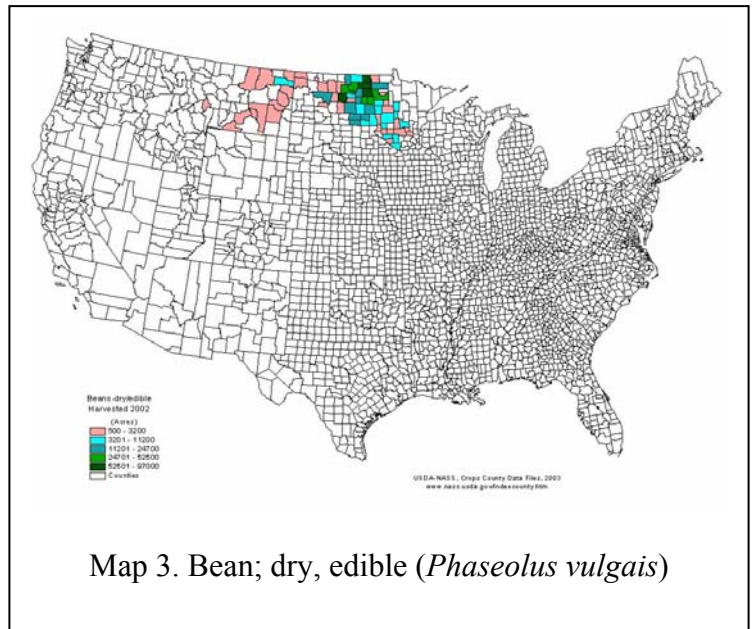 Beans-dry/edible
Harvested 2002
(Acres)
500 - 3200
3201 - 11200
11201 - 24700
24701 - 52500
52501 - 97000
Counties
USDA-NASS, Crops County Data Files, 2003
www.nass.usda.gov/indexcounty.htm
Map 3. Bean; dry, edible (Phaseolus vulgais)